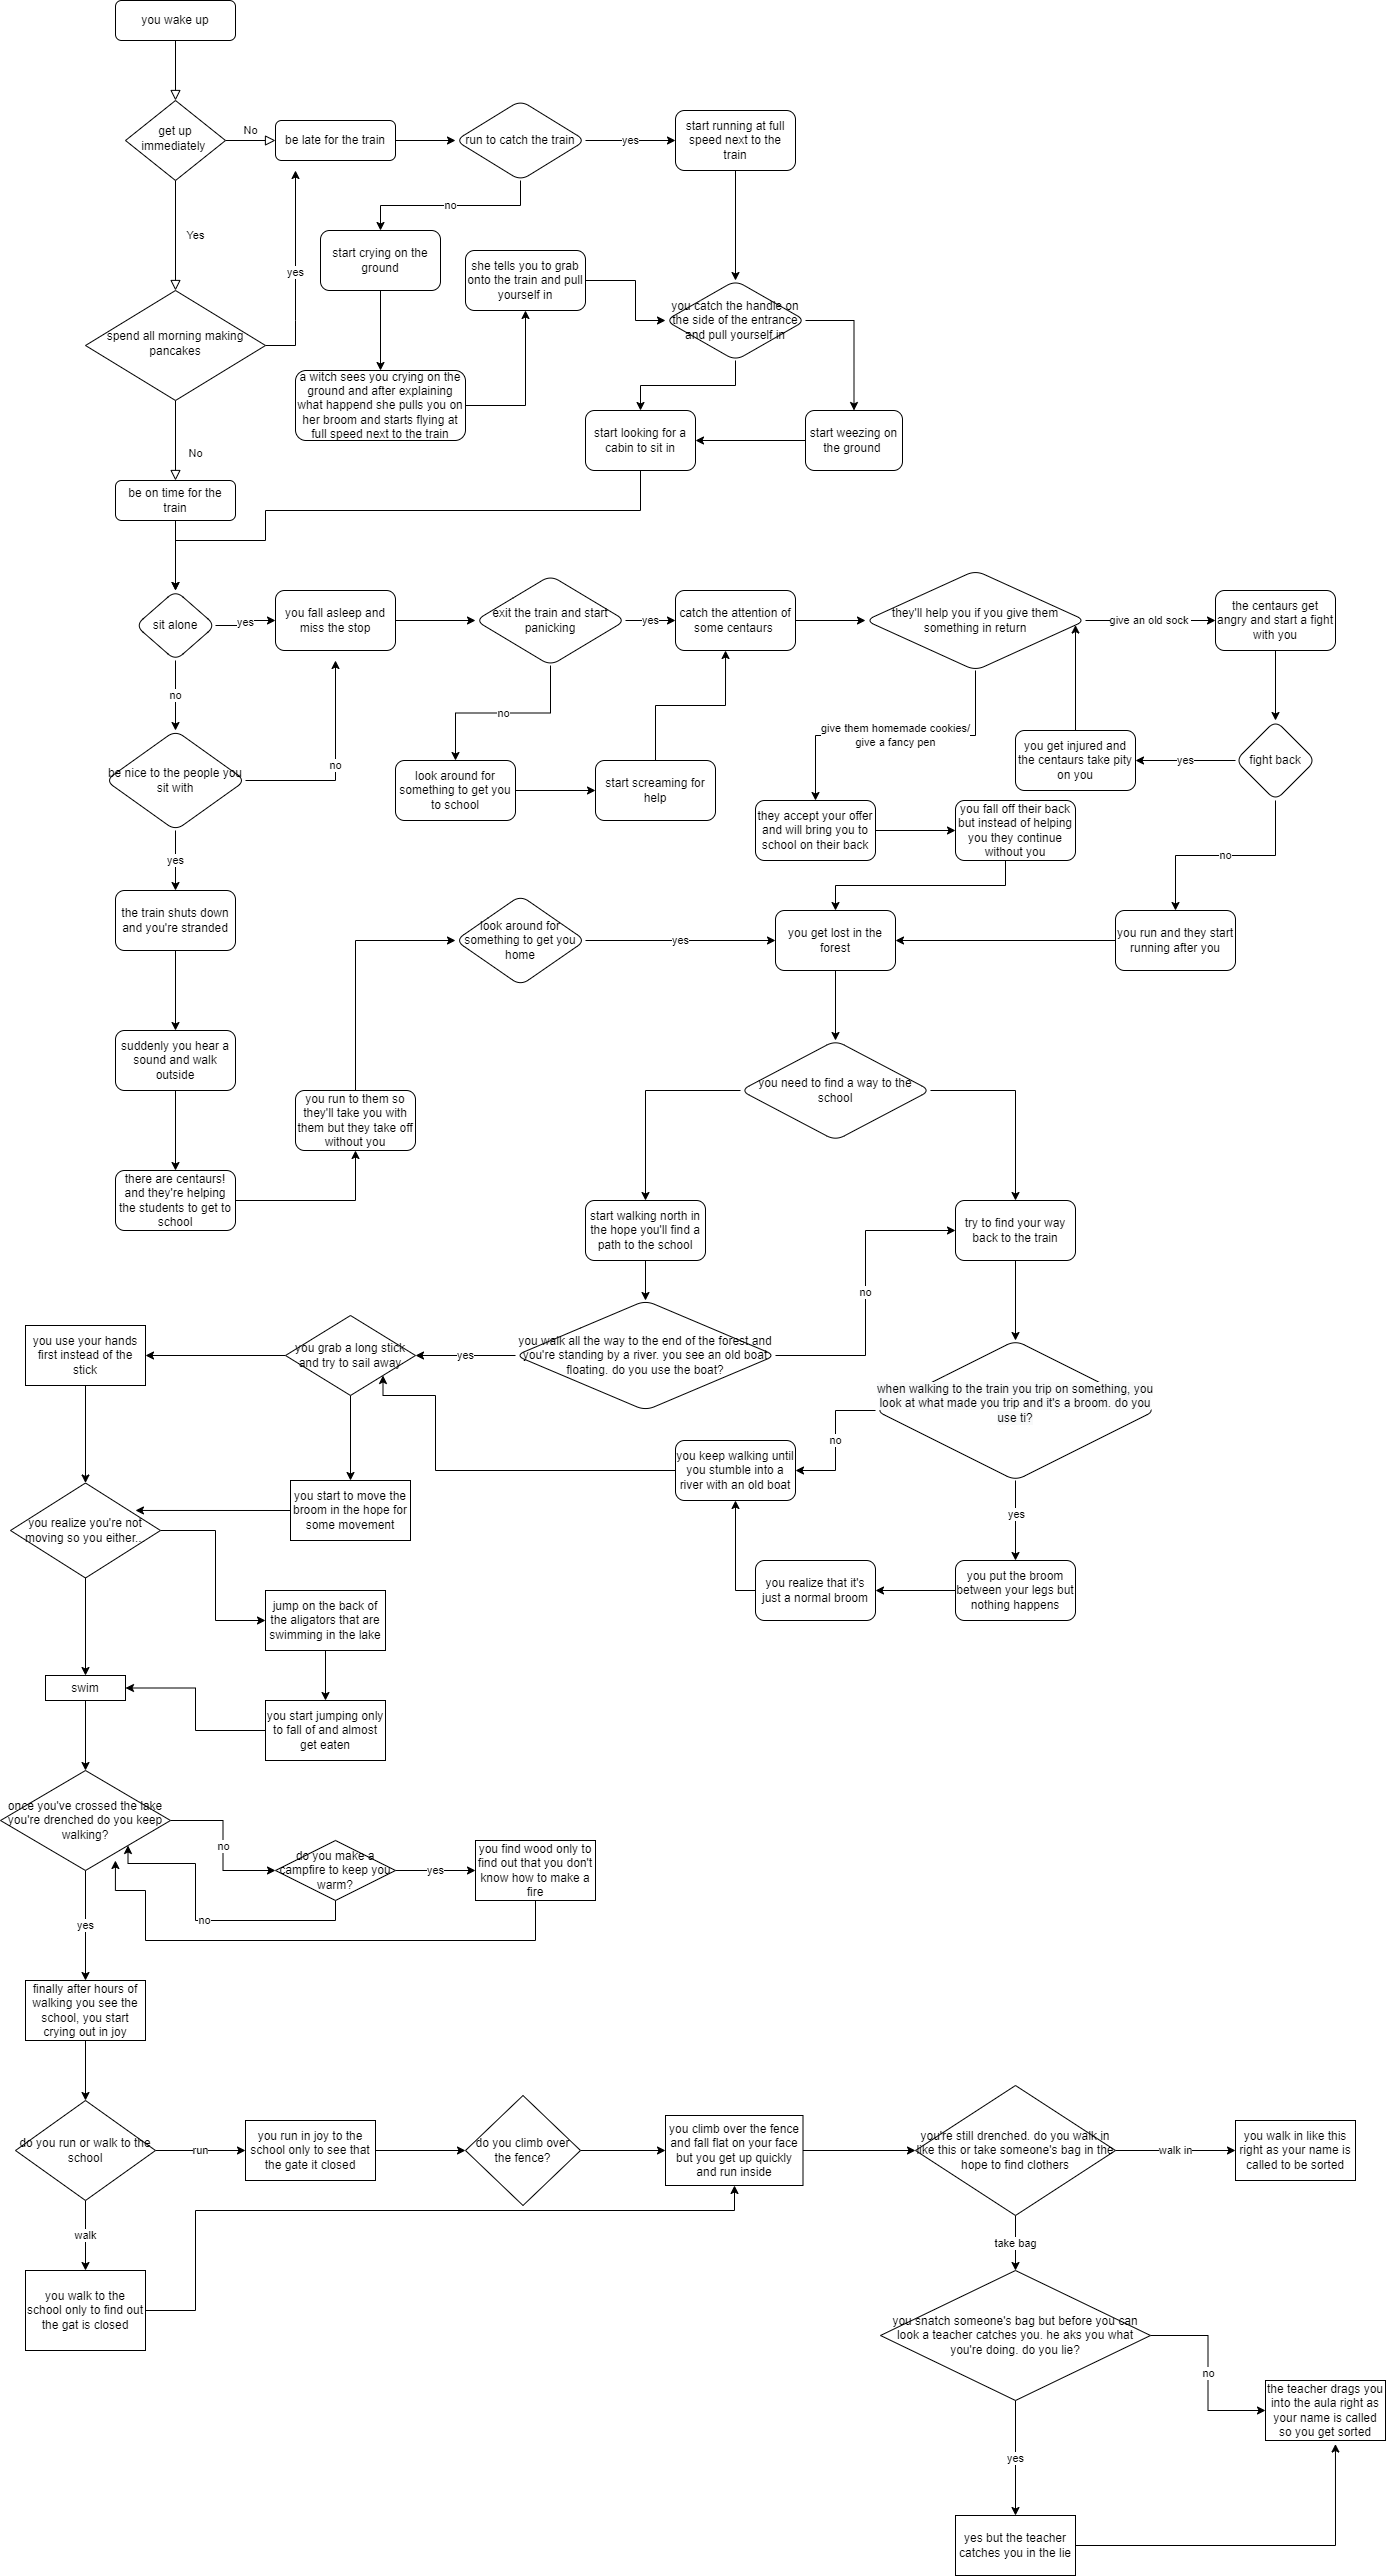 you wake up
get up
immediately
No
be late for the train
run to catch the train
yes
start running at full
speed next to the
train
no
Yes
yes
start crying on the
ground
she tells you to grab
onto the train and pull
yourself in
you catch the handle on
the side of the entrance
and pull yourself in
spend all morning making
pancakes
a witch sees you crying on the
ground and after explaining
what happend she pulls you on
her broom and starts flying at
full speed next to the train
start looking for a
cabin to sit in
start weezing on
the ground
No
be on time for the
train
sit alone
yes
you fall asleep and
miss the stop
exit the train and start
panicking
yes
catch the attention of
some centaurs
they'll help you if you give them
something in return
give an old sock
the centaurs get
angry and start a fight
with you
no
no
give them homemade cookies/
give a fancy pen
be nice to the people you
sit with
no
look around for
something to get you
to school
start screaming for
help
you get injured and
the centaurs take pity
on you
yes
fight back
they accept your offer
and will bring you to
school on their back
you fall off their back
but instead of helping
you they continue
without you
yes
no
the train shuts down
and you're stranded
look around for
something to get you
home
yes
you get lost in the
forest
you run and they start
running after you
suddenly you hear a
sound and walk
outside
you run to them so
they'll take you with
them but they take off
without you
you need to find a way to the
school
there are centaurs!
and they're helping
the students to get to
school
start walking north in
the hope you'll find a
path to the school
try to find your way
back to the train
no
you use your hands
first instead of the
stick
you grab a long stick
and try to sail away
yes
you walk all the way to the end of the forest and
you're standing by a river. you see an old boat
floating. do you use the boat?
when walking to the train you trip on something, you
look at what made you trip and it's a broom. do you
use ti?
no
you keep walking until
you stumble into a
river with an old boat
you start to move the
broom in the hope for
some movement
you realize you're not
moving so you either..
yes
you realize that it's
just a normal broom
you put the broom
between your legs but
nothing happens
jump on the back of
the aligators that are
swimming in the lake
swim
you start jumping only
to fall of and almost
get eaten
once you've crossed the lake
you're drenched do you keep
walking?
no
do you make a
campfire to keep you
warm?
yes
you find wood only to
find out that you don't
know how to make a
fire
no
yes
finally after hours of
walking you see the
school, you start
crying out in joy
do you run or walk to the
school
run
you run in joy to the
school only to see that
the gate it closed
do you climb over
the fence?
you climb over the fence
and fall flat on your face
but you get up quickly
and run inside
you're still drenched. do you walk in
like this or take someone's bag in the
hope to find clothers
walk in
you walk in like this
right as your name is
called to be sorted
walk
take bag
you walk to the
school only to find out
the gat is closed
you snatch someone's bag but before you can
look a teacher catches you. he aks you what
you're doing. do you lie?
no
the teacher drags you
into the aula right as
your name is called
so you get sorted
yes
yes but the teacher
catches you in the lie